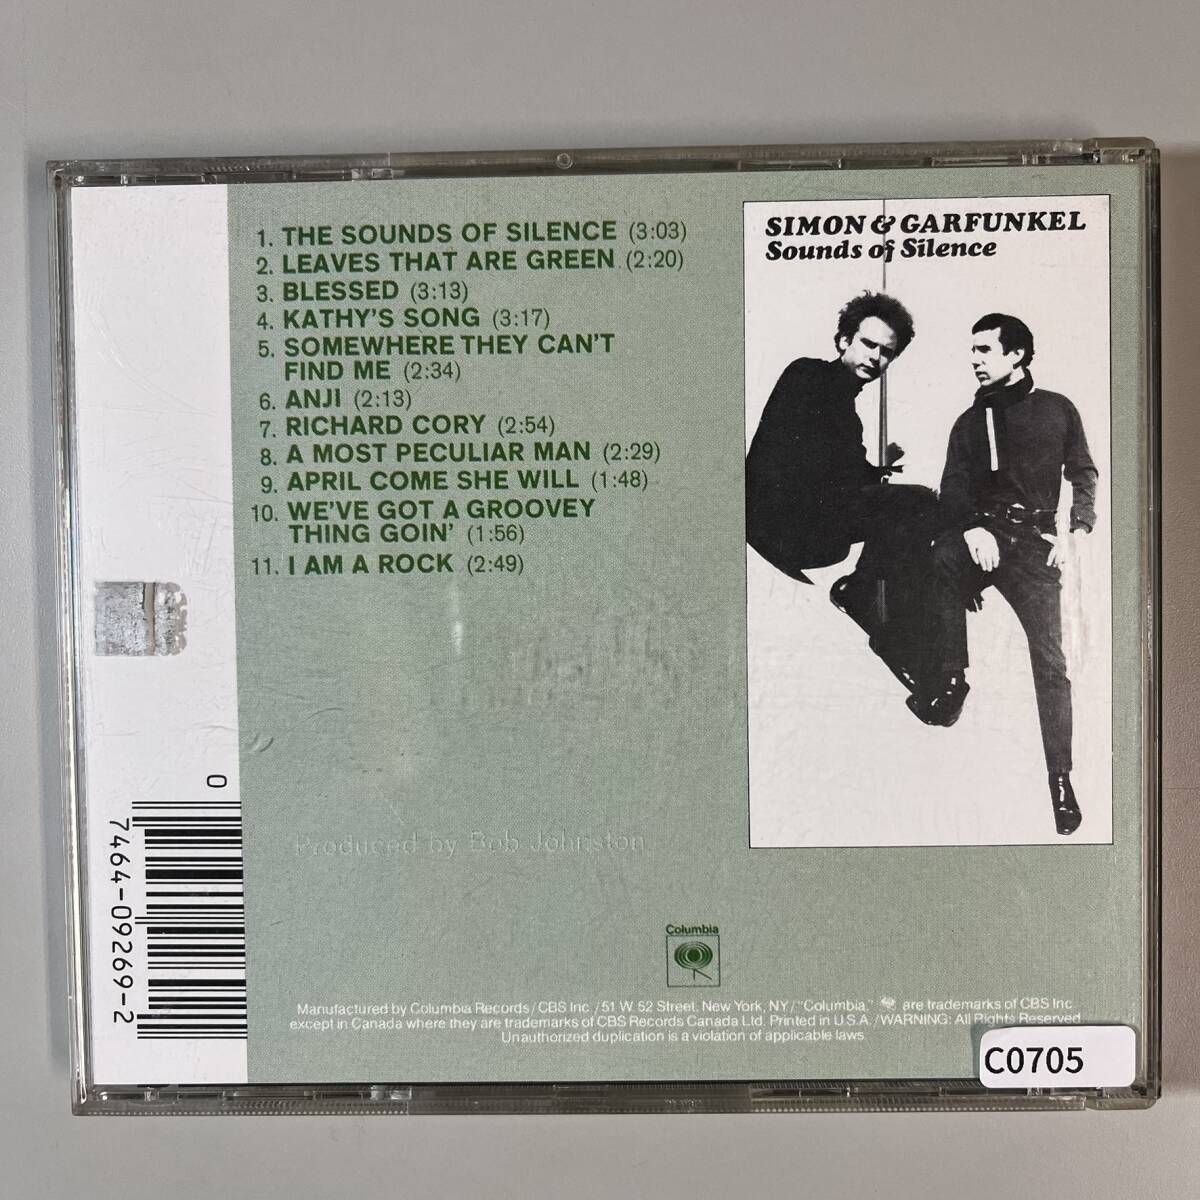 1. THE SOUNDS OF SILENCE (3:03)
2. LEAVES THAT ARE GREEN (2:20)
3. BLESSED (3:13)
4. KATHY'S SONG (3:17)
5. SOMEWHERE THEY CAN'T
FIND ME (2:34)
6. ANJI (2:13)
7. RICHARD CORY (2:54)
8. A MOST PECULIAR MAN (2:29)
9. APRIL COME SHE WILL (1:48)
10. WE'VE GOT A GROOVEY
THING GOIN' (1:56)
11. I AM A ROCK (2:49)
SIMON & GARFUNKEL
Sounds of Silence
0
7464-09269-2
Produced by Bob Johnston
Columbia
Manufactured by Columbia Records/CBS Inc./51 W. 52 Street, New York, NY/"Columbia," are trademarks of CBS Inc.
except in Canada where they are trademarks of CBS Records Canada Ltd. Printed in U.S.A./WARNING: All Rights Reserved.
Unauthorized duplication is a violation of applicable laws.
C0705